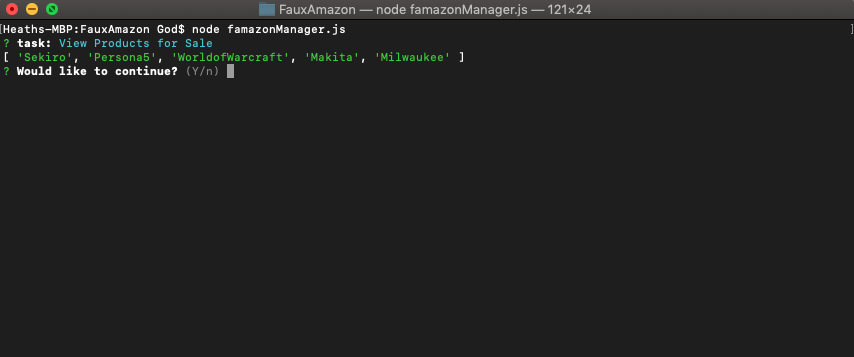 FauxAmazon — node famazonManager.js — 121×24
[Heaths-MBP:FauxAmazon God$ node famazonManager.js ]
? task: View Products for Sale
[ 'Sekiro', 'Persona5', 'WorldofWarcraft', 'Makita', 'Milwaukee' ]
? Would like to continue? (Y/n)